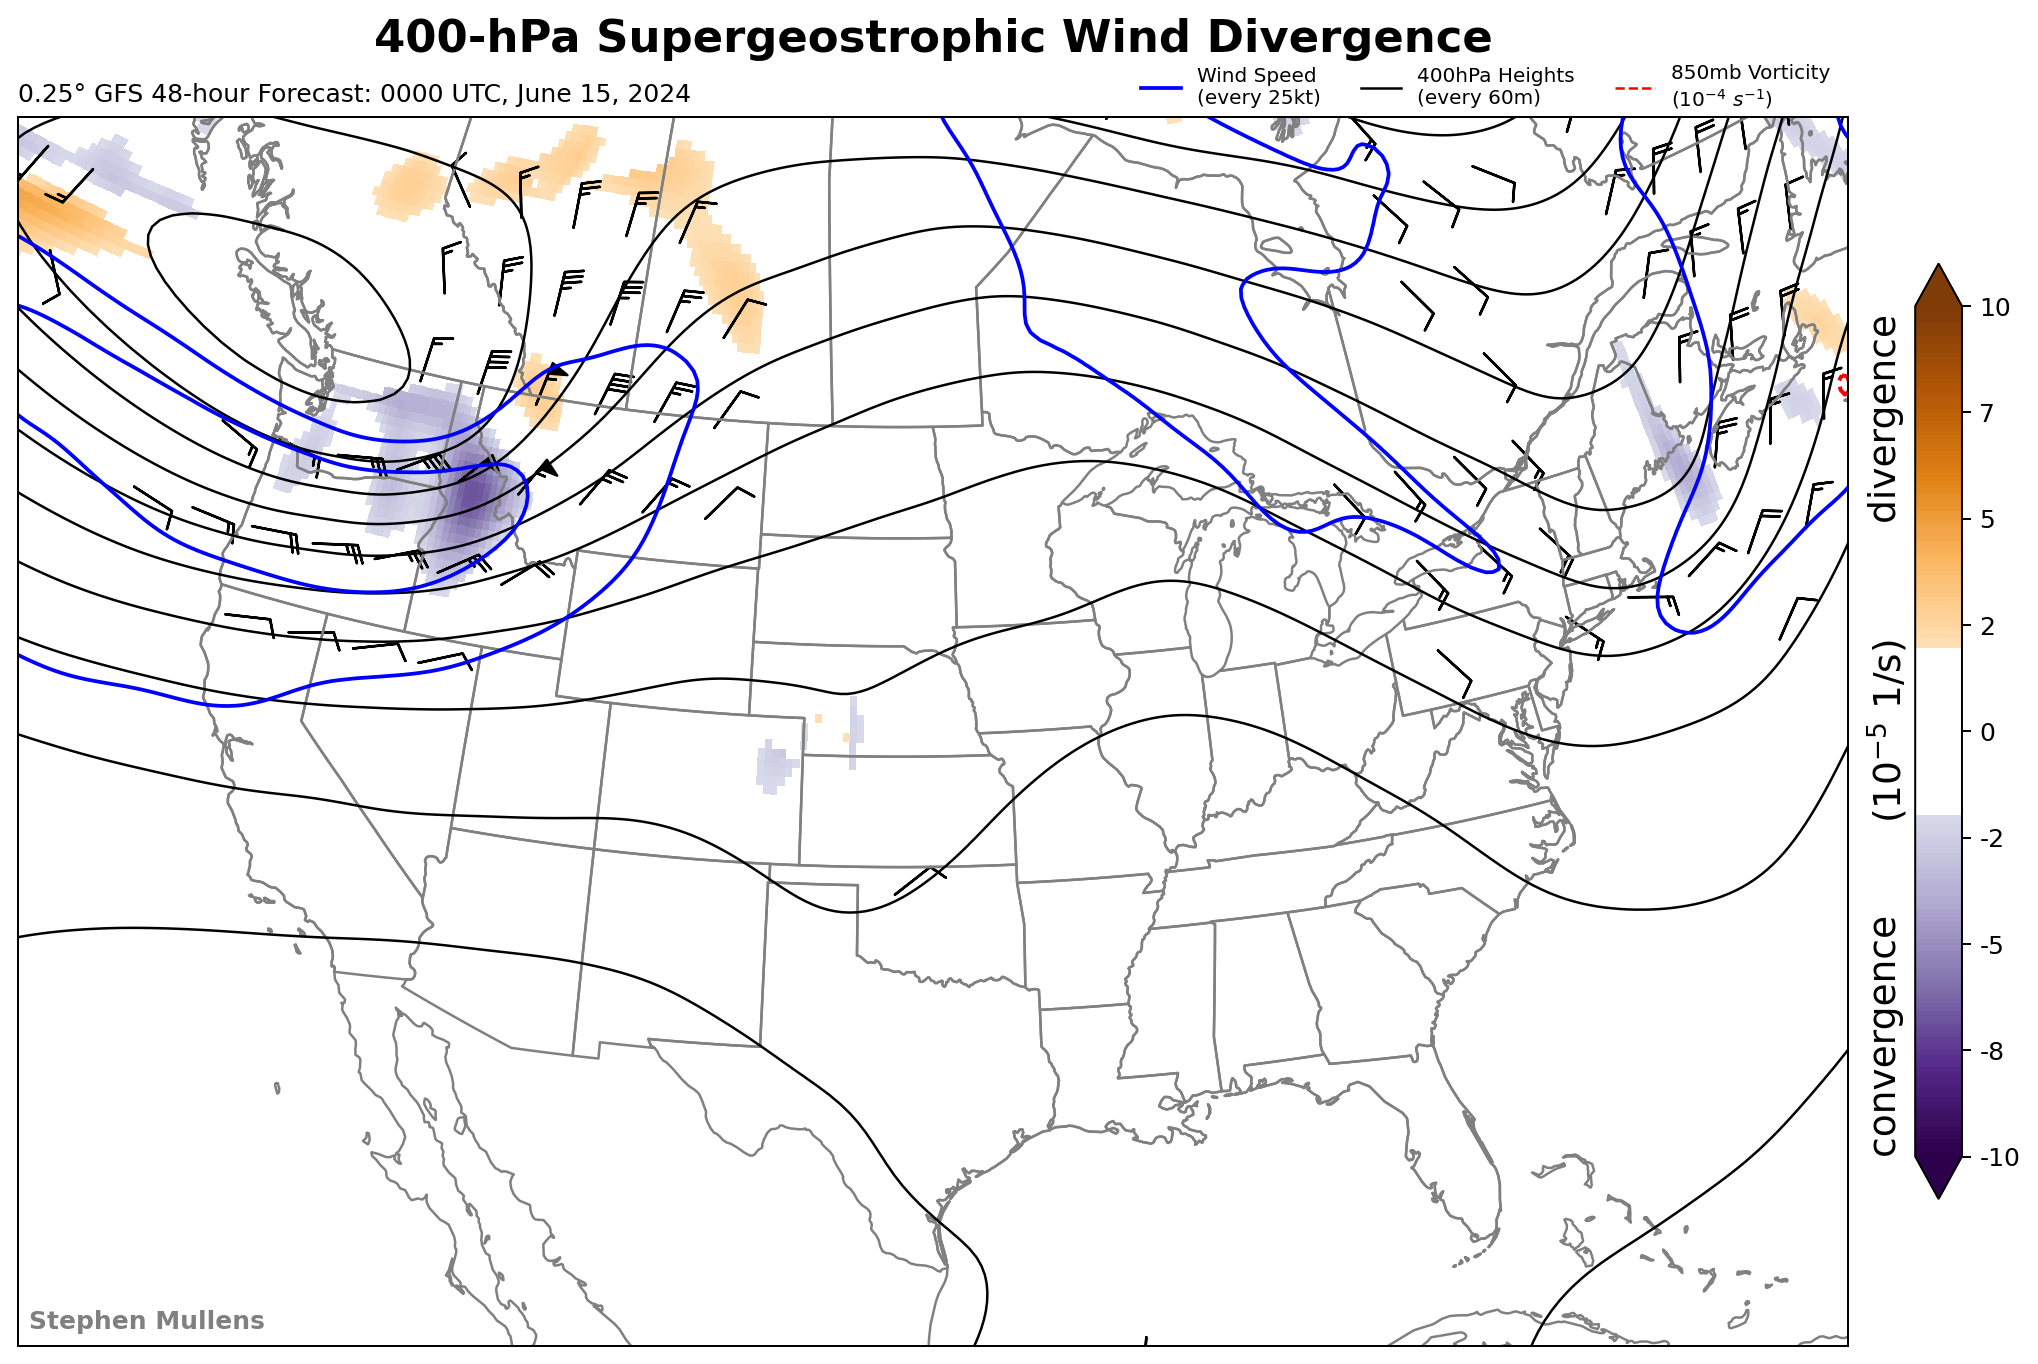 400-hPa Supergeostrophic Wind Divergence
0.25° GFS 48-hour Forecast: 0000 UTC, June 15, 2024
Wind Speed
(every 25kt)
400hPa Heights
(every 60m)
850mb Vorticity
(10⁻⁴ s⁻¹)
10
7
5
2
0
-2
-5
-8
-10
convergence (10⁻⁵ 1/s) divergence
Stephen Mullens